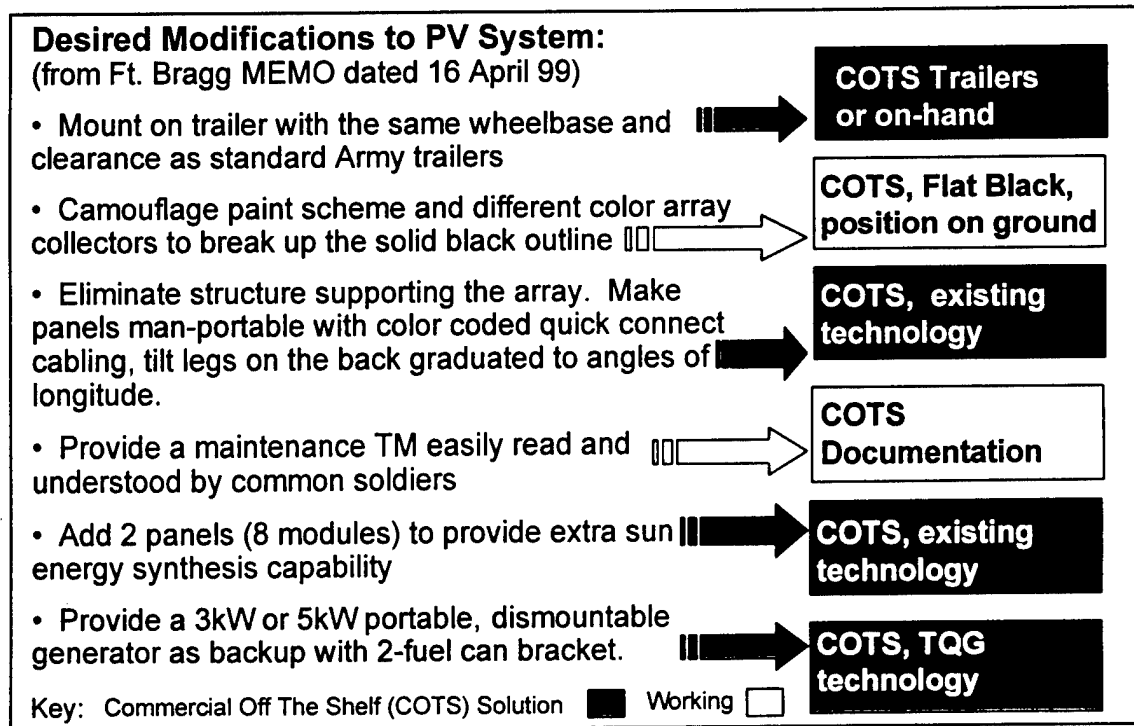 Desired Modifications to PV System:
(from Ft. Bragg MEMO dated 16 April 99)
• Mount on trailer with the same wheelbase and
clearance as standard Army trailers
COTS Trailers
or on-hand
• Camouflage paint scheme and different color array
collectors to break up the solid black outline
COTS, Flat Black,
position on ground
• Eliminate structure supporting the array. Make
panels man-portable with color coded quick connect
cabling, tilt legs on the back graduated to angles of
longitude.
COTS, existing
technology
• Provide a maintenance TM easily read and
understood by common soldiers
COTS
Documentation
• Add 2 panels (8 modules) to provide extra sun
energy synthesis capability
COTS, existing
technology
• Provide a 3kW or 5kW portable, dismountable
generator as backup with 2-fuel can bracket.
COTS, TQG
technology
Key: Commercial Off The Shelf (COTS) Solution Working